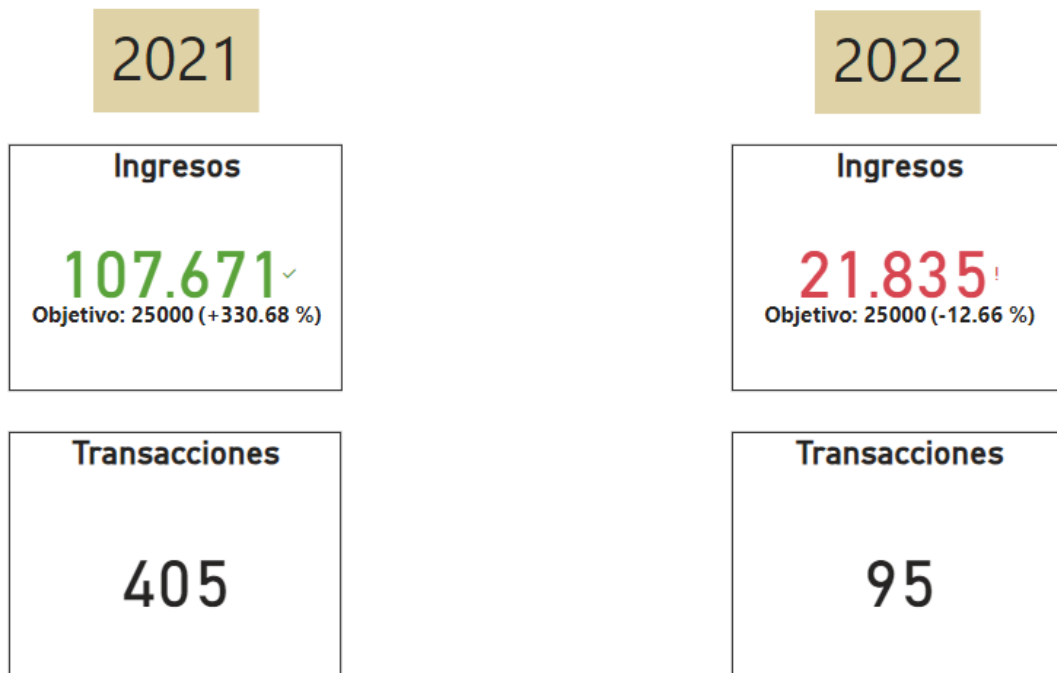 2021
Ingresos
107.671
Objetivo: 25000 (+330.68 %)
Transacciones
405
2022
Ingresos
21.835!
Objetivo: 25000 (-12.66 %)
Transacciones
95